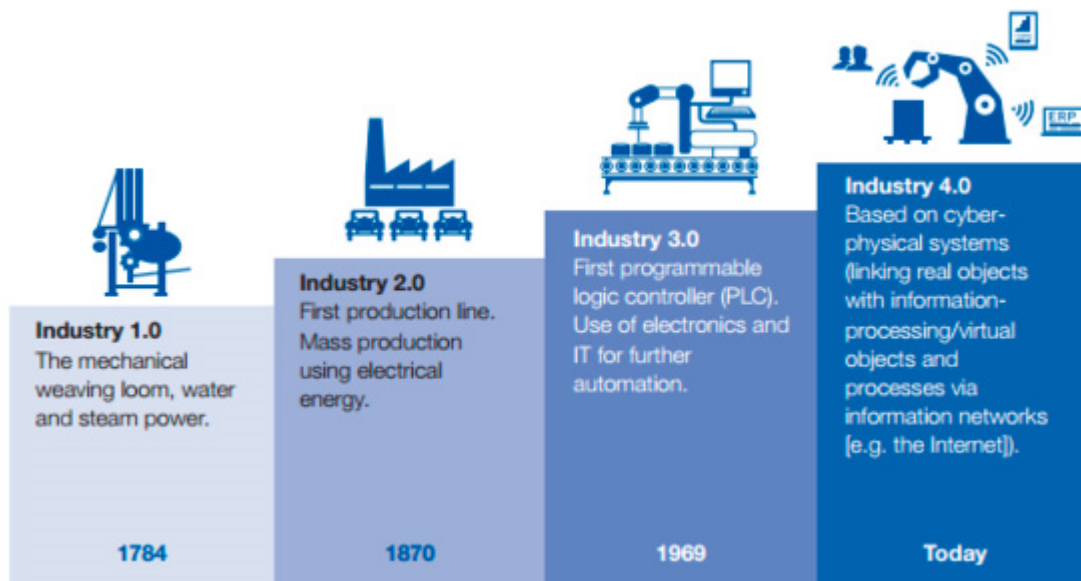 ERP
Industry 1.0
The mechanical
weaving loom, water
and steam power.
1784
Industry 2.0
First production line.
Mass production
using electrical
energy.
1870
Industry 3.0
First programmable
logic controller (PLC).
Use of electronics and
IT for further
automation.
1969
Industry 4.0
Based on cyber-
physical systems
(linking real objects
with information-
processing/virtual
objects and
processes via
information networks
[e.g. the Internet]).
Today